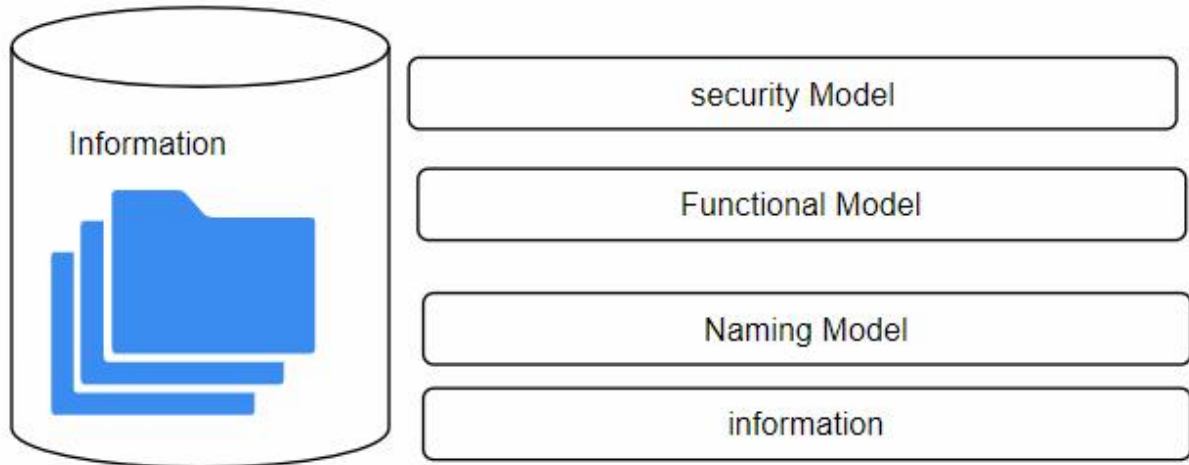 Information
security Model
Functional Model
Naming Model
information